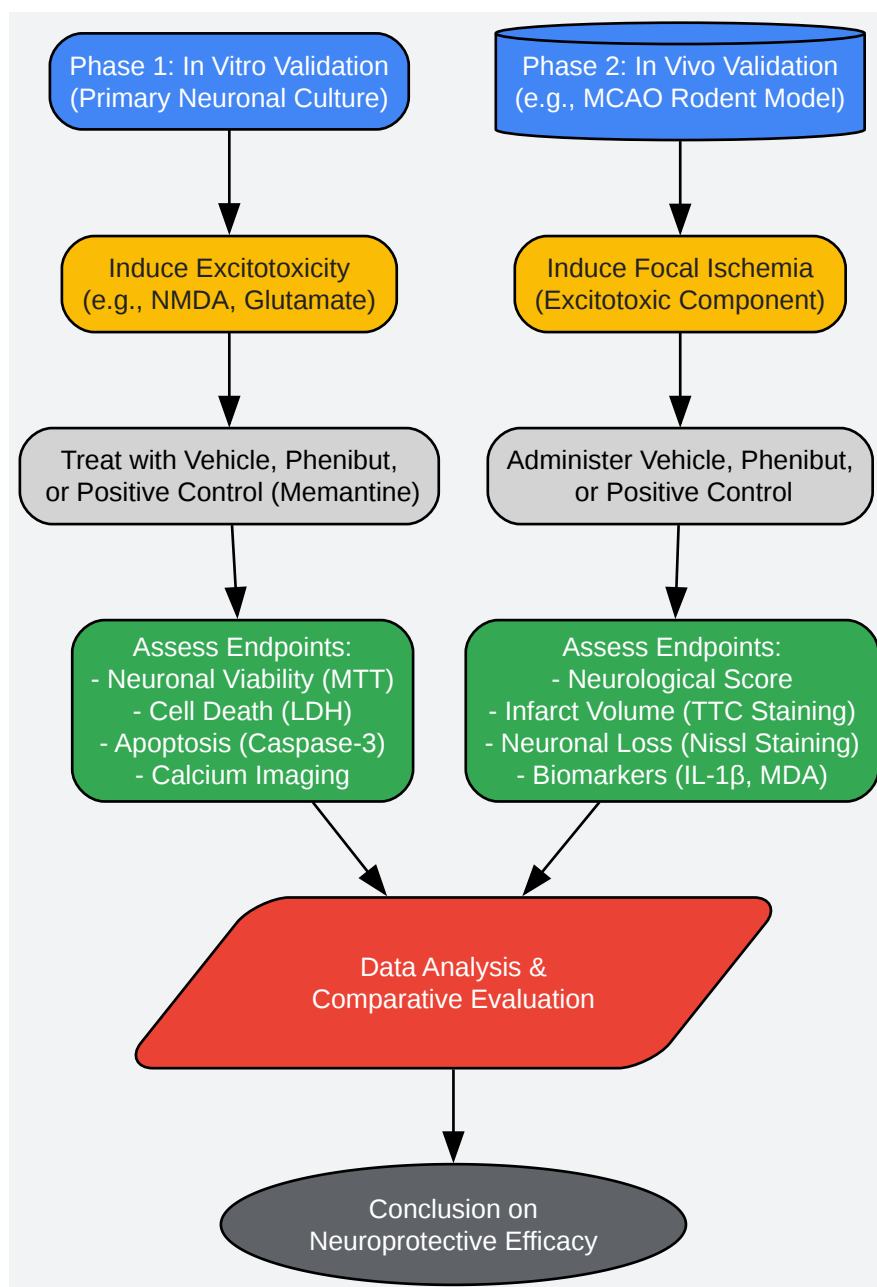 Phase 1: In Vitro Validation
(Primary Neuronal Culture)
Phase 2: In Vivo Validation
(e.g., MCAO Rodent Model)
Induce Excitotoxicity
(e.g., NMDA, Glutamate)
Induce Focal Ischemia
(Excitotoxic Component)
Treat with Vehicle, Phenibut,
or Positive Control (Memantine)
Administer Vehicle, Phenibut,
or Positive Control
Assess Endpoints:
- Neuronal Viability (MTT)
- Cell Death (LDH)
- Apoptosis (Caspase-3)
- Calcium Imaging
Assess Endpoints:
- Neurological Score
- Infarct Volume (TTC Staining)
- Neuronal Loss (Nissl Staining)
- Biomarkers (IL-1β, MDA)
Data Analysis &
Comparative Evaluation
Conclusion on
Neuroprotective Efficacy